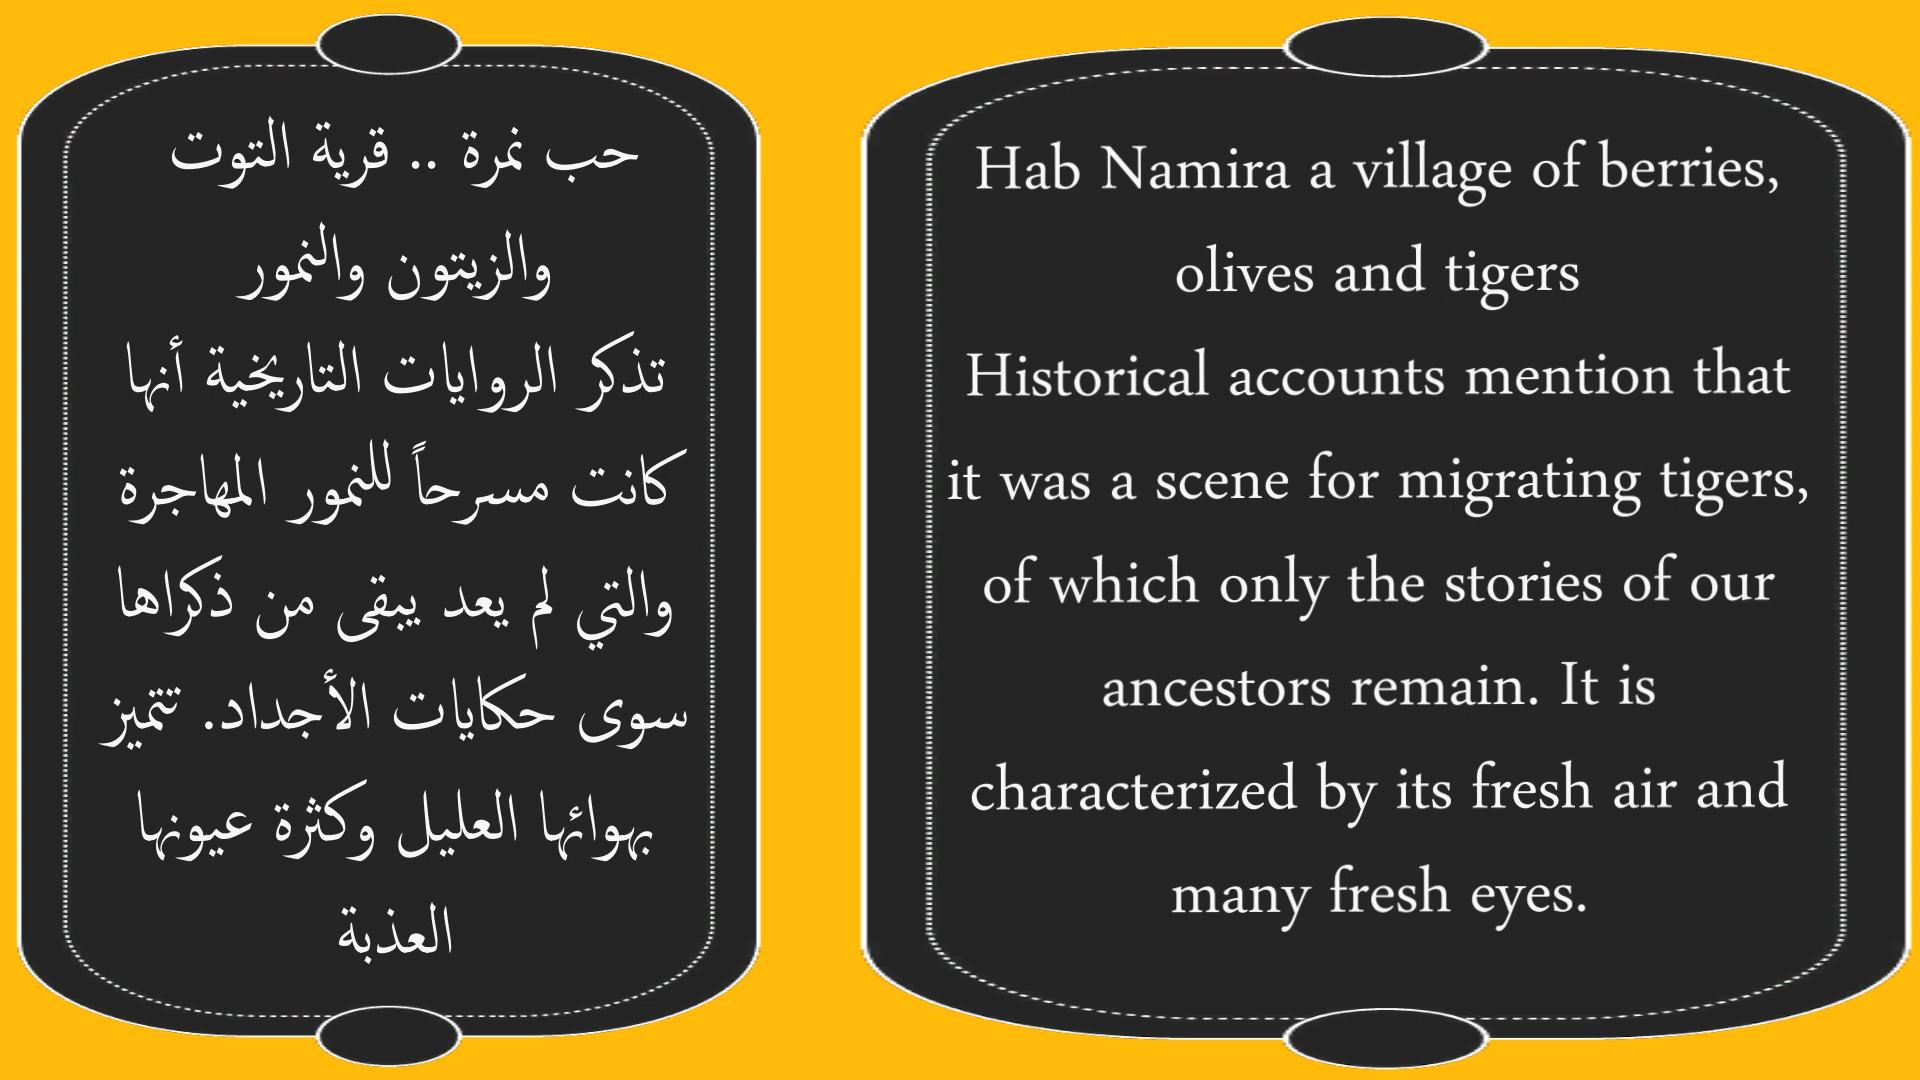 حب نمرة .. قرية التوت
والزيتون والنمور
تذكر الروايات التاريخية أنها
كانت مسرحاً للنمور المهاجرة
والتي لم يعد يبقى من ذكراها
سوى حكايات الأجداد. تتميز
بهوائها العليل وكثرة عيونها
العذبة
Hab Namira a village of berries,
olives and tigers
Historical accounts mention that
it was a scene for migrating tigers,
of which only the stories of our
ancestors remain. It is
characterized by its fresh air and
many fresh eyes.